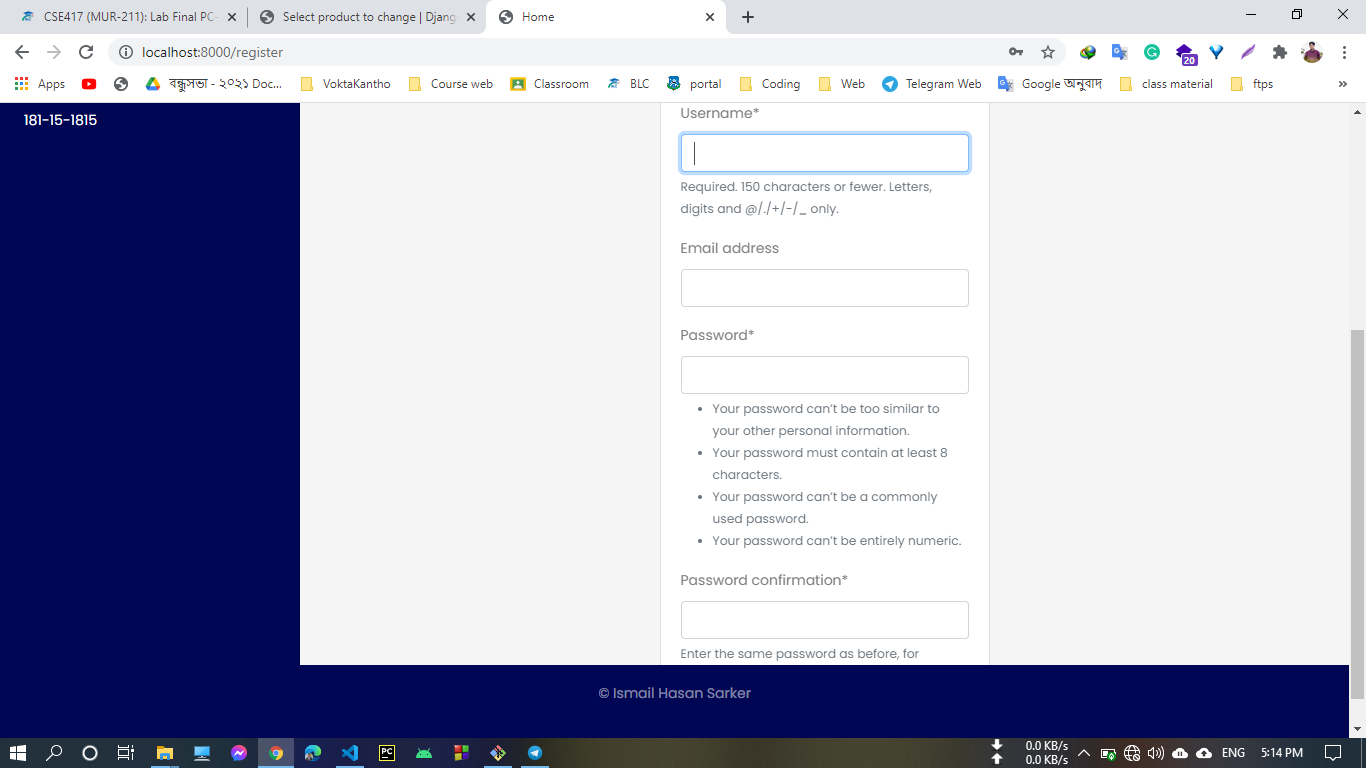 CSE417 (MUR-211): Lab Final PC-
Select product to change | Djang
Home
localhost:8000/register
20
Apps
বন্ধুসভা - ২০২১ Doc...
VoktaKantho
Course web
Classroom
BLC
portal
Coding
Web
Telegram Web
Google অনুবাদ
class material
ftps
»
181-15-1815
Username*
Required. 150 characters or fewer. Letters,
digits and @/./+/-/_ only.
Email address
Password*
• Your password can’t be too similar to
your other personal information.
• Your password must contain at least 8
characters.
• Your password can’t be a commonly
used password.
• Your password can’t be entirely numeric.
Password confirmation*
Enter the same password as before, for
© Ismail Hasan Sarker
PC
0.0 KB/s
0.0 KB/s
ENG
5:14 PM